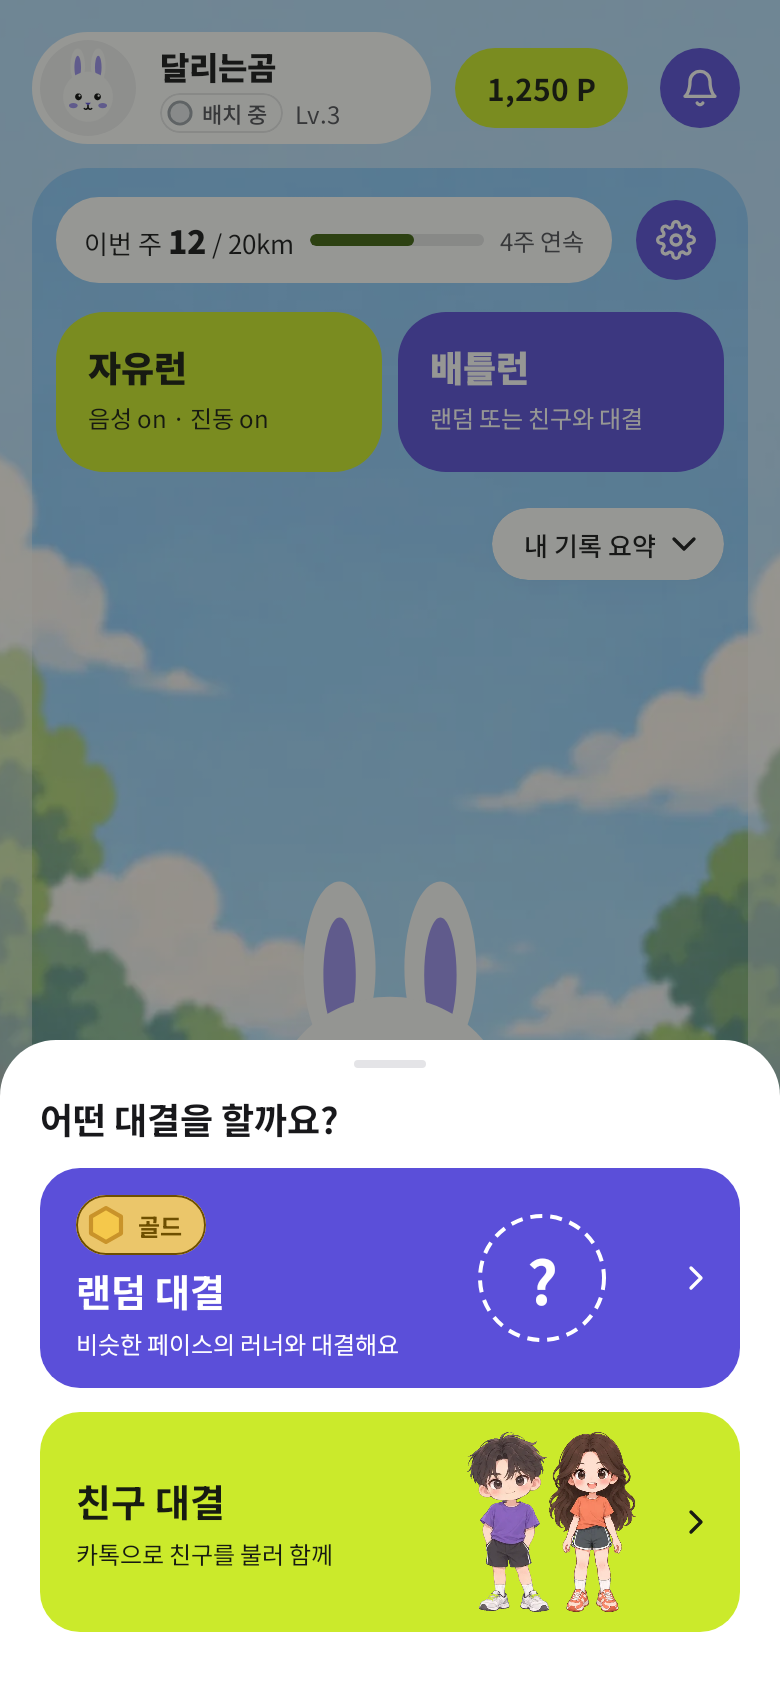 달리는곰
배치 중 Lv.3
1,250 P
이번 주 12 / 20km 4주 연속
자유런
음성 on · 진동 on
배틀런
랜덤 또는 친구와 대결
내 기록 요약
어떤 대결을 할까요?
골드
랜덤 대결
비슷한 페이스의 러너와 대결해요
?
친구 대결
카톡으로 친구를 불러 함께